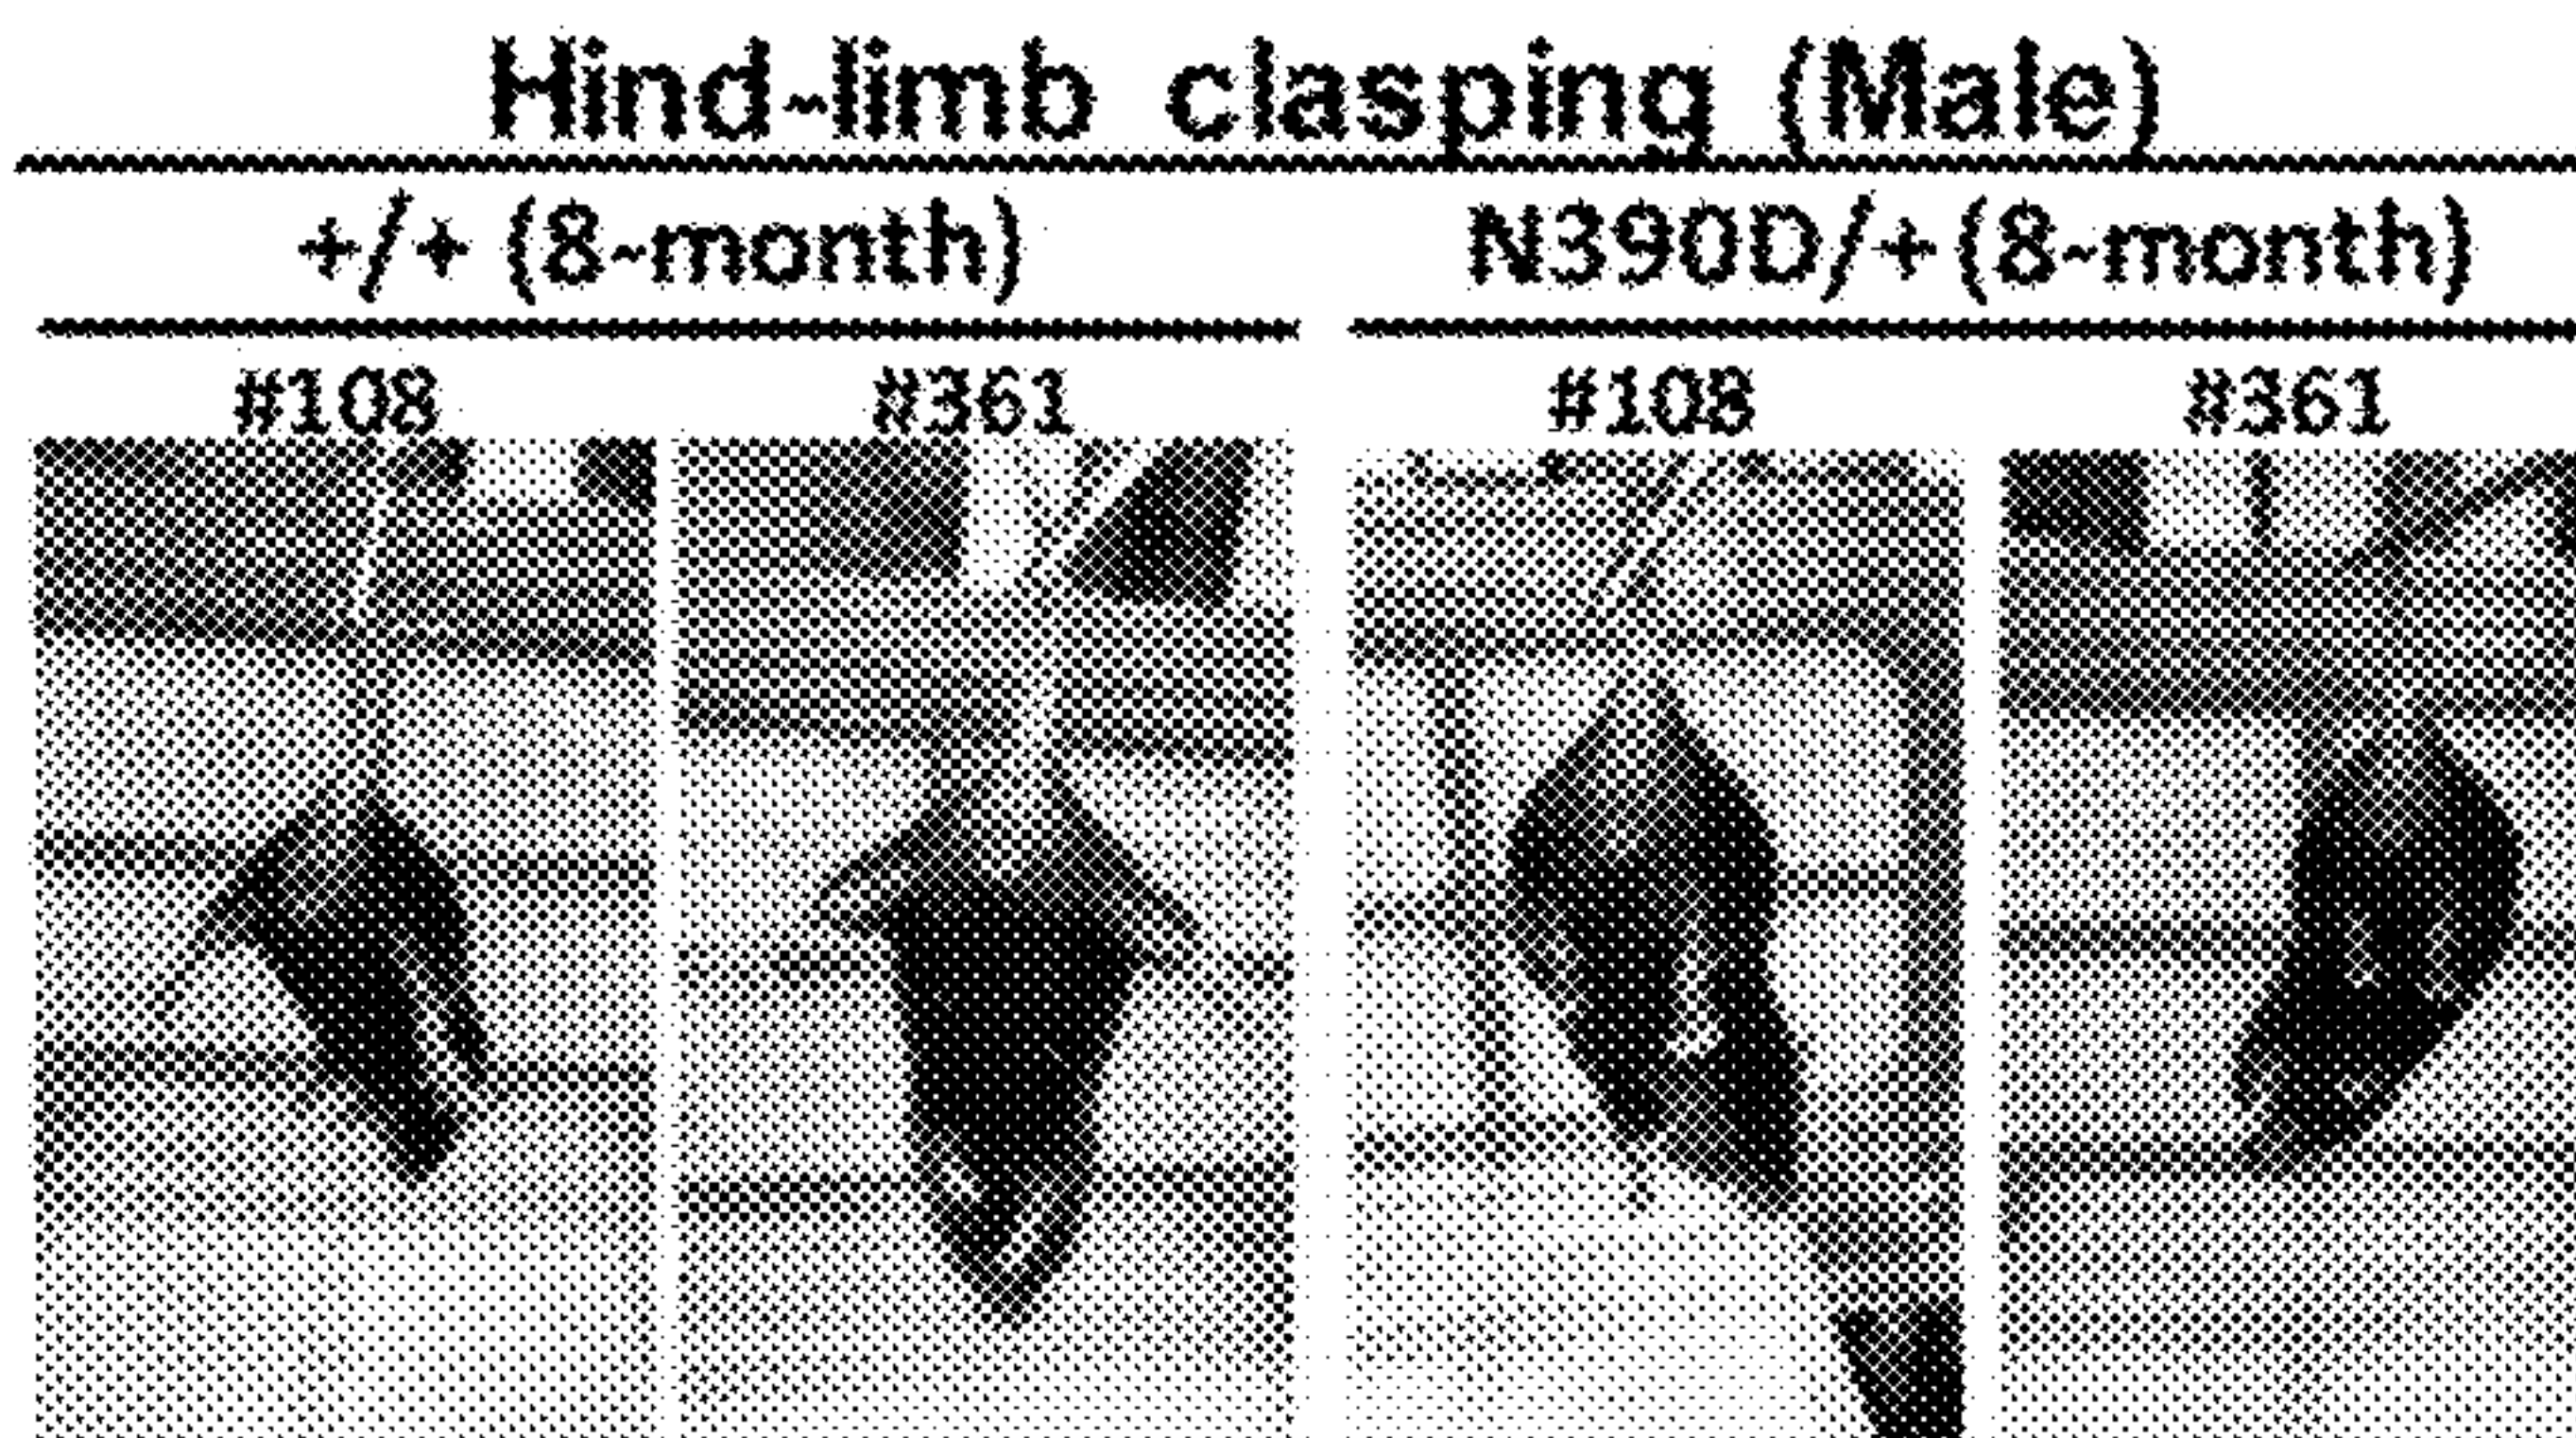 Hind-limb clasping (Male)
+/+ (8-month) N390D/+ (8-month)
#108 #361 #108 #361